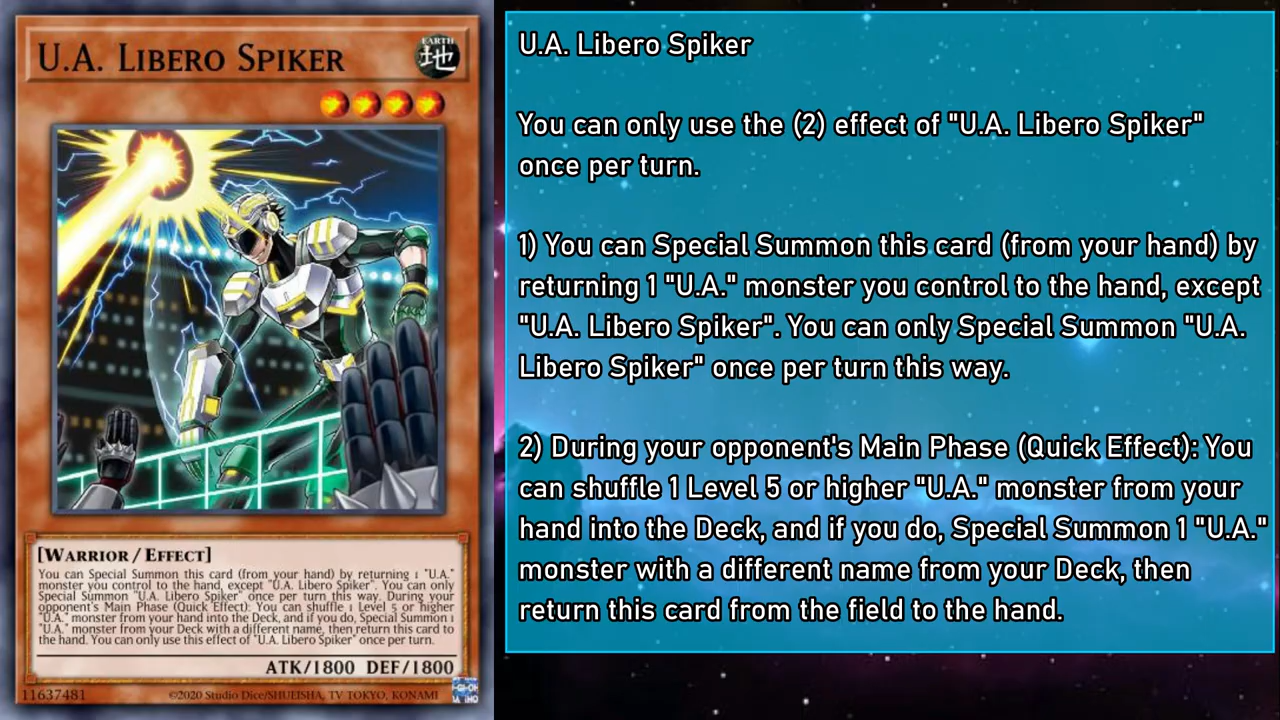 U.A. LIBERO SPIKER
EARTH
地
[WARRIOR / EFFECT]
You can Special Summon this card (from your hand) by returning 1 "U.A."
monster you control to the hand, except "U.A. Libero Spiker". You can only
Special Summon "U.A. Libero Spiker" once per turn this way. During your
opponent's Main Phase (Quick Effect): You can shuffle 1 Level 5 or higher
"U.A." monster from your hand into the Deck, and if you do, Special Summon 1
"U.A." monster from your Deck with a different name, then return this card to
the hand. You can only use this effect of "U.A. Libero Spiker" once per turn.
ATK/1800 DEF/1800
11637481
©2020 Studio Dice/SHUEISHA, TV TOKYO, KONAMI
U.A. Libero Spiker
You can only use the (2) effect of "U.A. Libero Spiker"
once per turn.
1) You can Special Summon this card (from your hand) by
returning 1 "U.A." monster you control to the hand, except
"U.A. Libero Spiker". You can only Special Summon "U.A.
Libero Spiker" once per turn this way.
2) During your opponent's Main Phase (Quick Effect): You
can shuffle 1 Level 5 or higher "U.A." monster from your
hand into the Deck, and if you do, Special Summon 1 "U.A."
monster with a different name from your Deck, then
return this card from the field to the hand.